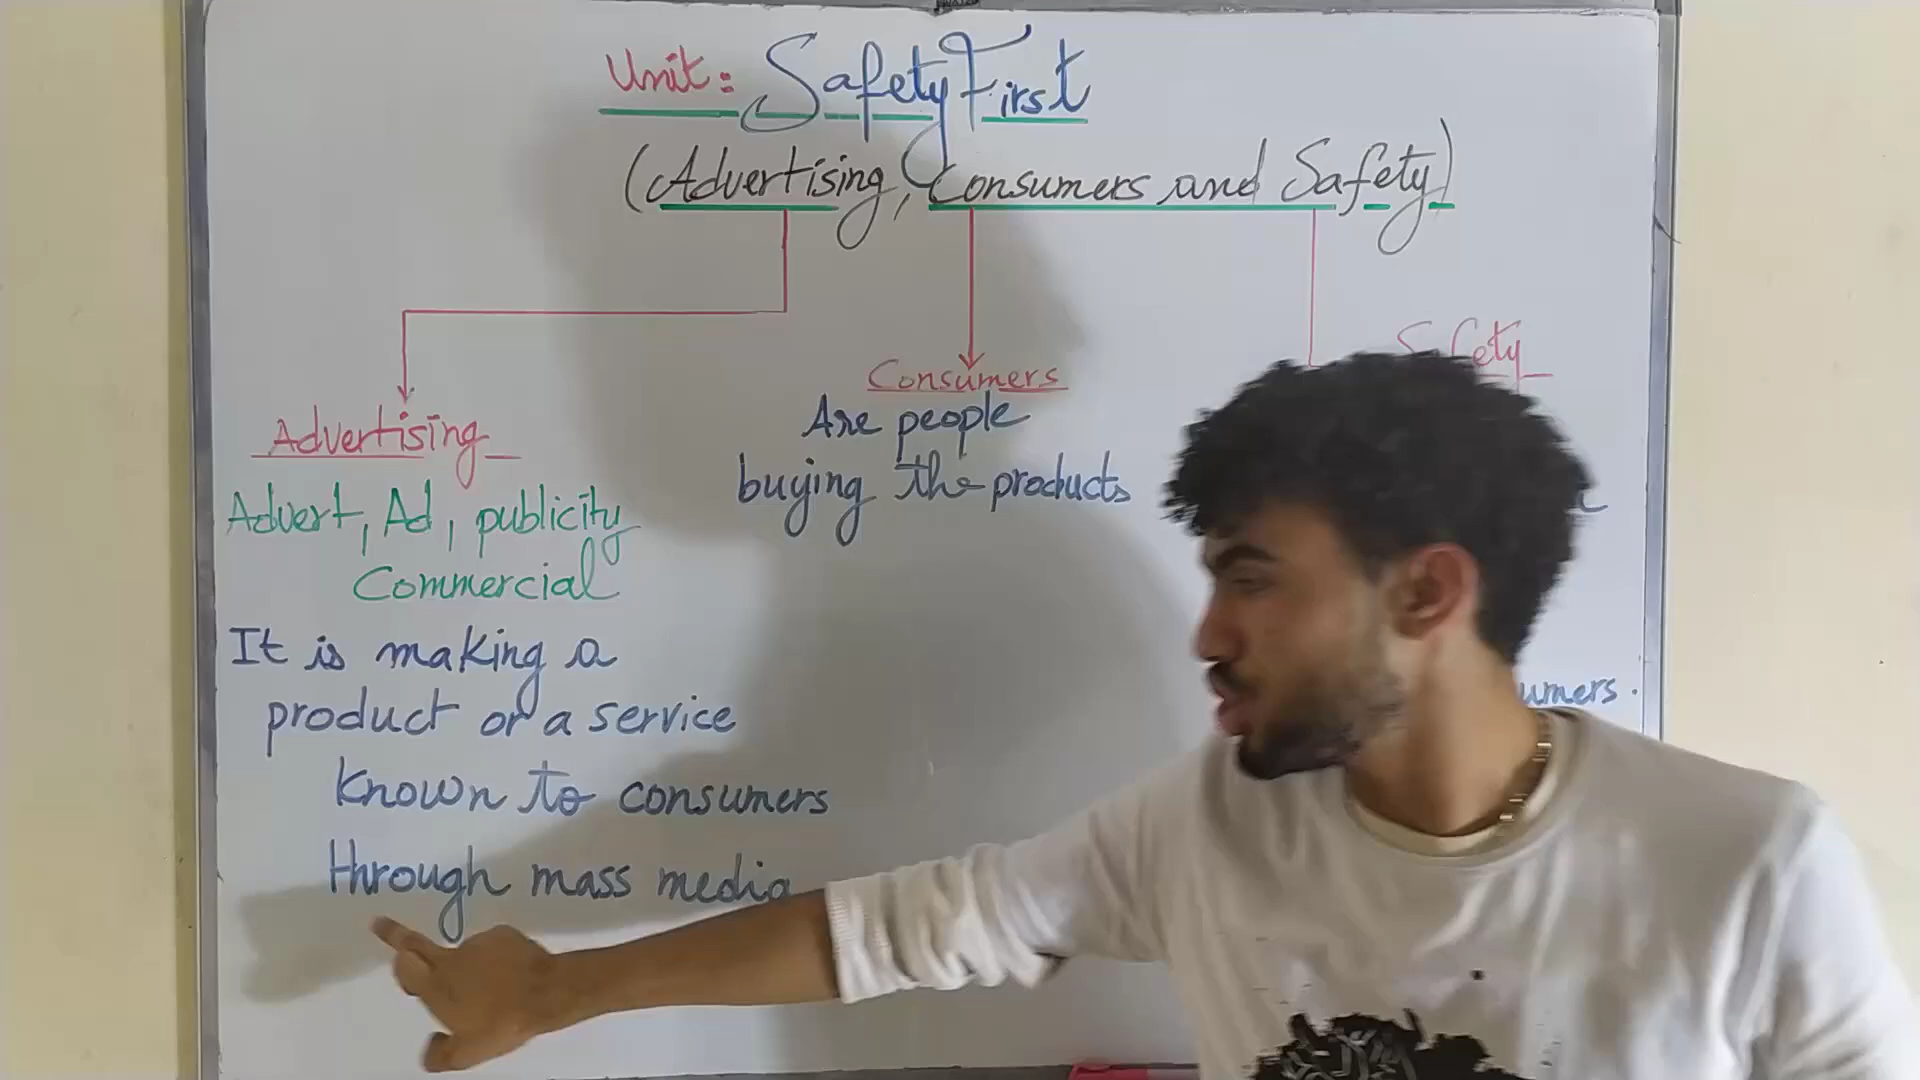 Unit: Safety First
(Advertising, Consumers and Safety)
Advertising
Advert, Ad, publicity
Commercial
It is making a
product or a service
known to consumers
through mass media
Consumers
Are people
buying the products
Safety